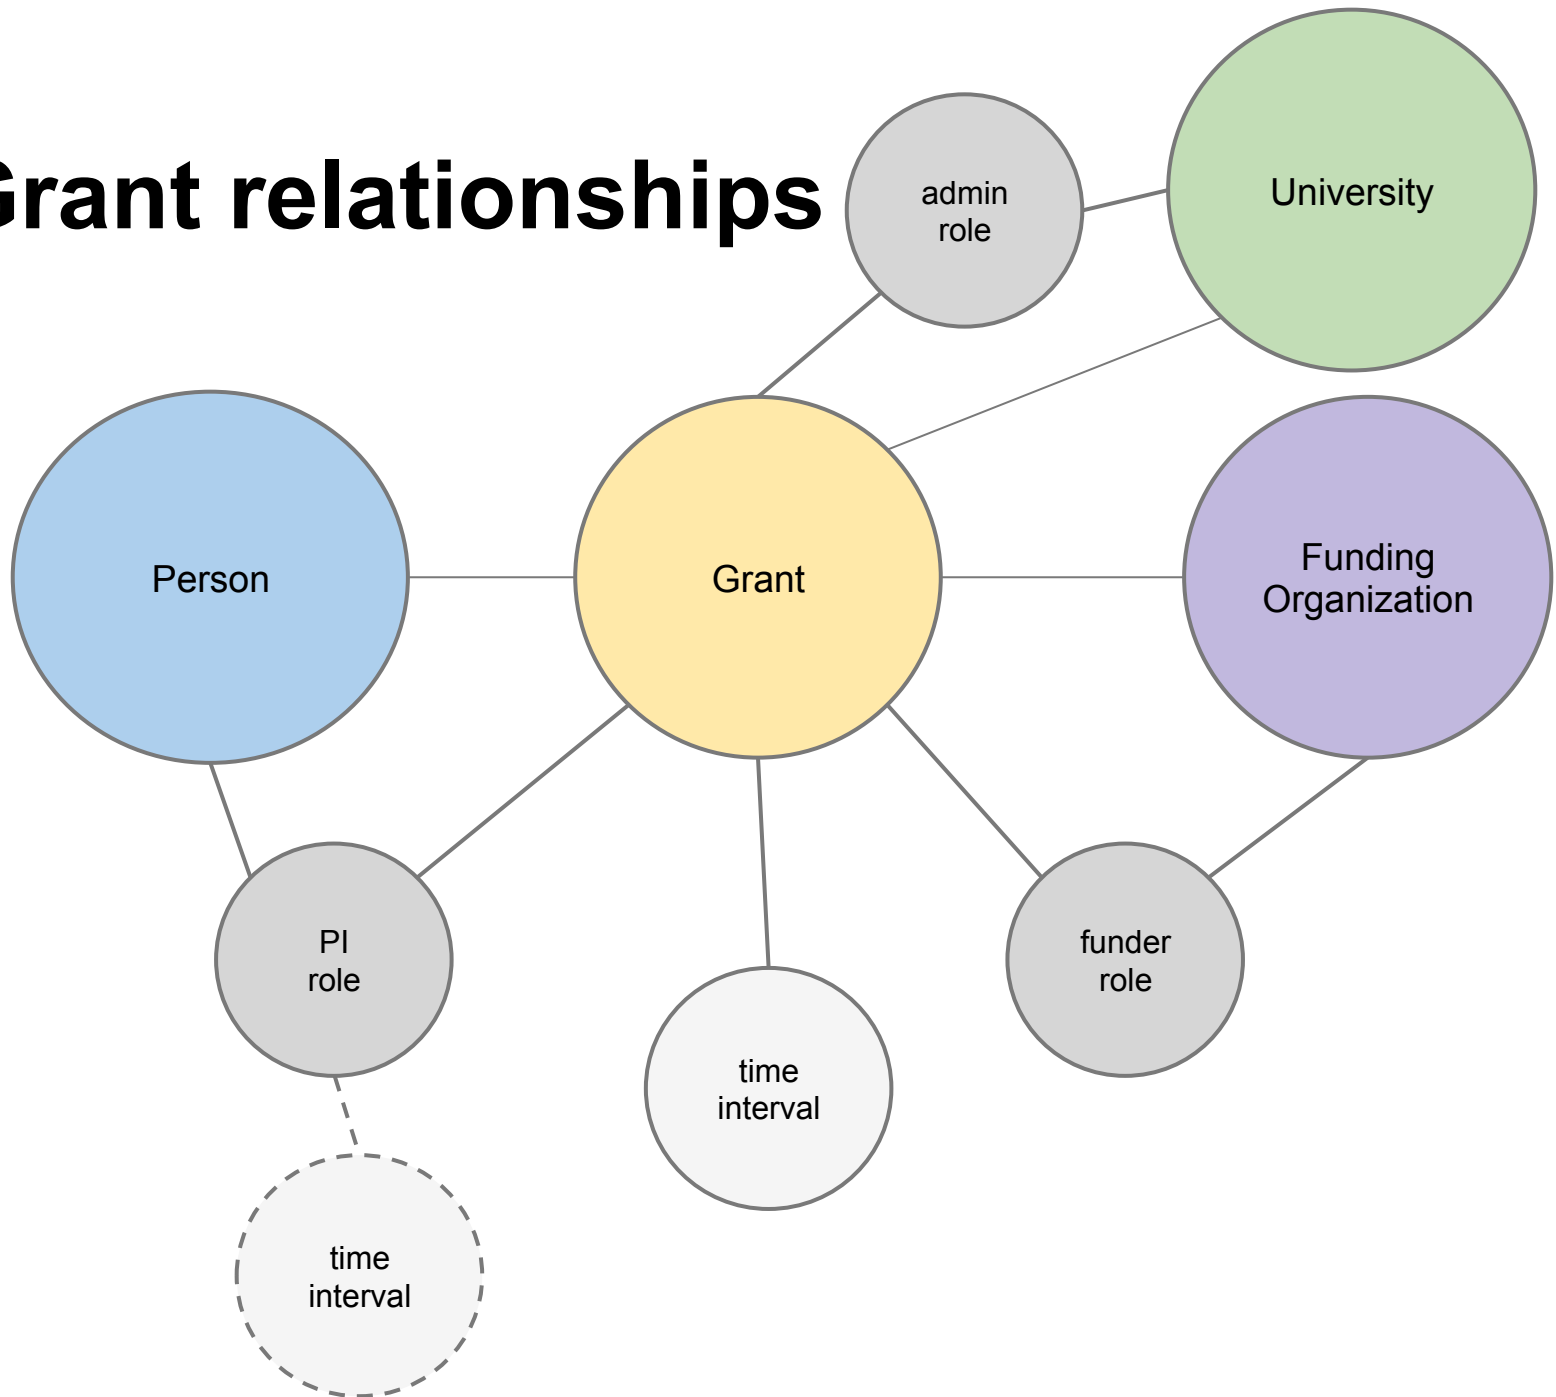 Grant relationships
admin
role
University
Person
Grant
Funding
Organization
PI
role
funder
role
time
interval
time
interval